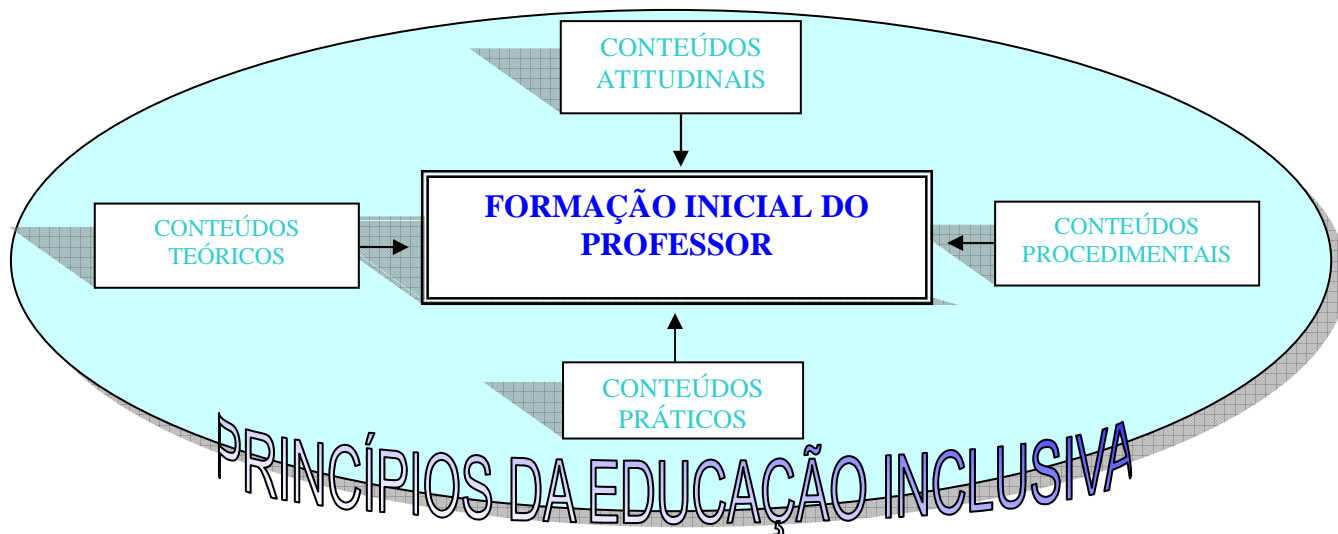 CONTEÚDOS
ATITUDINAIS
FORMAÇÃO INICIAL DO
PROFESSOR
CONTEÚDOS
TEÓRICOS
CONTEÚDOS
PROCEDIMENTAIS
CONTEÚDOS
PRÁTICOS
PRINCÍPIOS DA EDUCAÇÃO INCLUSIVA